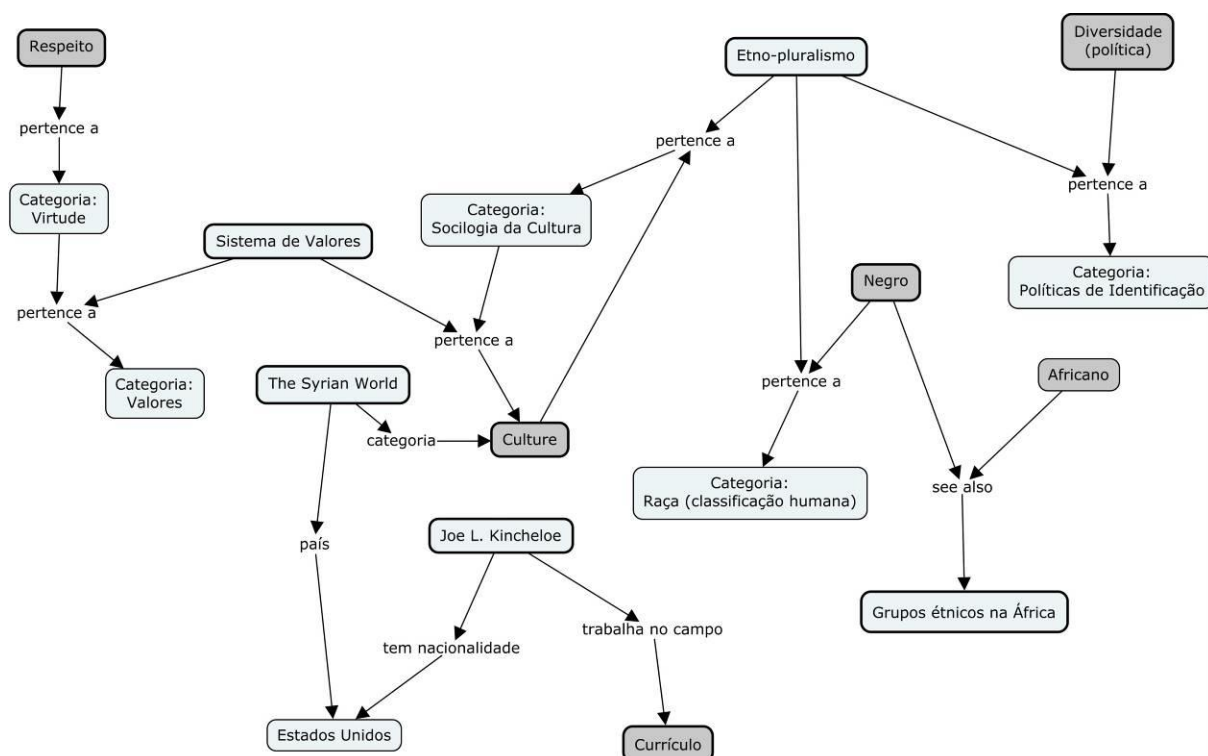 Respeito
Etno-pluralismo
Diversidade
(política)
pertence a
pertence a
pertence a
Categoria:
Virtude
Categoria:
Socilogia da Cultura
Sistema de Valores
Negro
Categoria:
Políticas de Identificação
pertence a
pertence a
Categoria:
Valores
The Syrian World
pertence a
Africano
categoria
Culture
Categoria:
Raça (classificação humana)
see also
país
Joe L. Kincheloe
Grupos étnicos na África
tem nacionalidade
trabalha no campo
Estados Unidos
Currículo